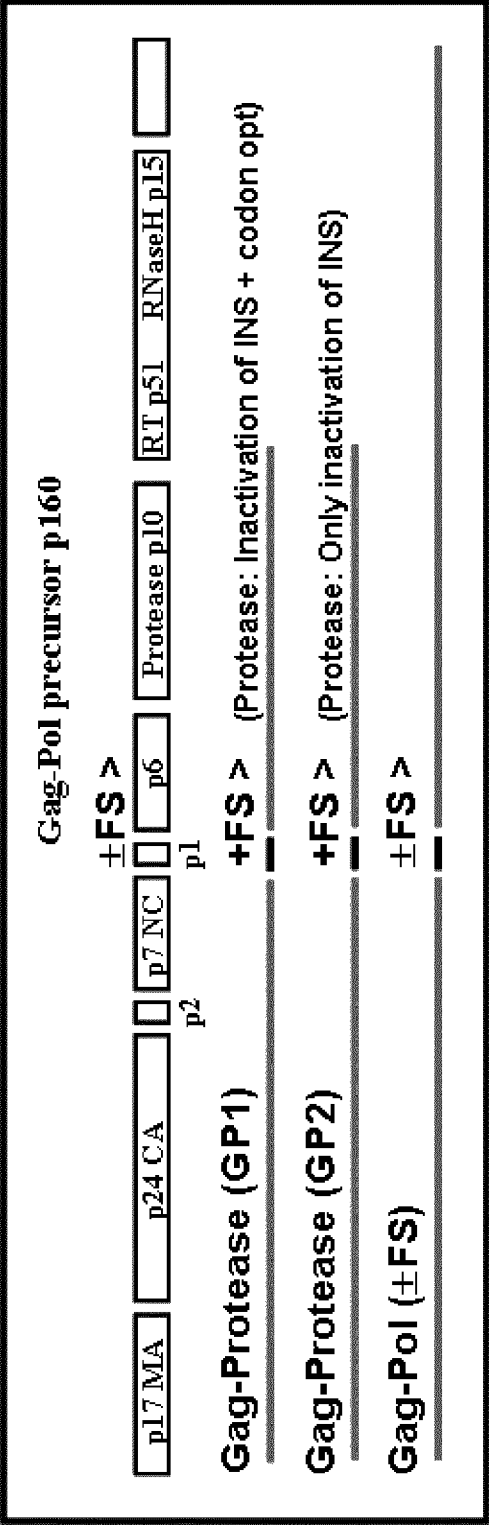 Gag-Pol precursor p160
±FS >
p17 MA p24 CA p7 NC p6 Protease p10 RT p51 RNaseH p15
p2 p1
Gag-Protease (GP1) +FS > (Protease: Inactivation of INS + codon opt)
Gag-Protease (GP2) +FS > (Protease: Only inactivation of INS)
Gag-Pol (±FS) ±FS >